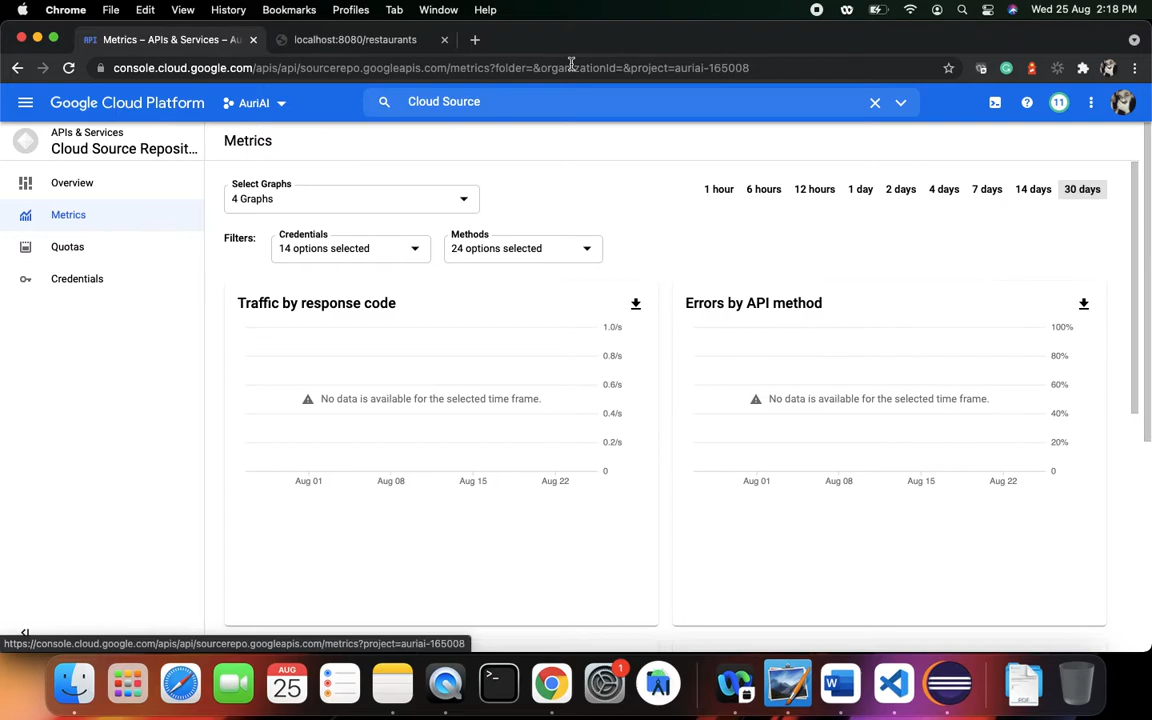 Chrome File Edit View History Bookmarks Profiles Tab Window Help Wed 25 Aug 2:18 PM
API Metrics – APIs & Services – Au localhost:8080/restaurants
console.cloud.google.com/apis/api/sourcerepo.googleapis.com/metrics?folder=&organizationId=&project=auriai-165008
Google Cloud Platform AuriAI Cloud Source 11
APIs & Services
Cloud Source Reposit...
Overview
Metrics
Quotas
Credentials
Metrics
Select Graphs
4 Graphs
1 hour 6 hours 12 hours 1 day 2 days 4 days 7 days 14 days 30 days
Filters:
Credentials
14 options selected
Methods
24 options selected
Traffic by response code
1.0/s
0.8/s
0.6/s
No data is available for the selected time frame.
0.4/s
0.2/s
0
Aug 01 Aug 08 Aug 15 Aug 22
Errors by API method
100%
80%
60%
No data is available for the selected time frame.
40%
20%
0
Aug 01 Aug 08 Aug 15 Aug 22
https://console.cloud.google.com/apis/api/sourcerepo.googleapis.com/metrics?project=auriai-165008
AUG
25
1
PDF